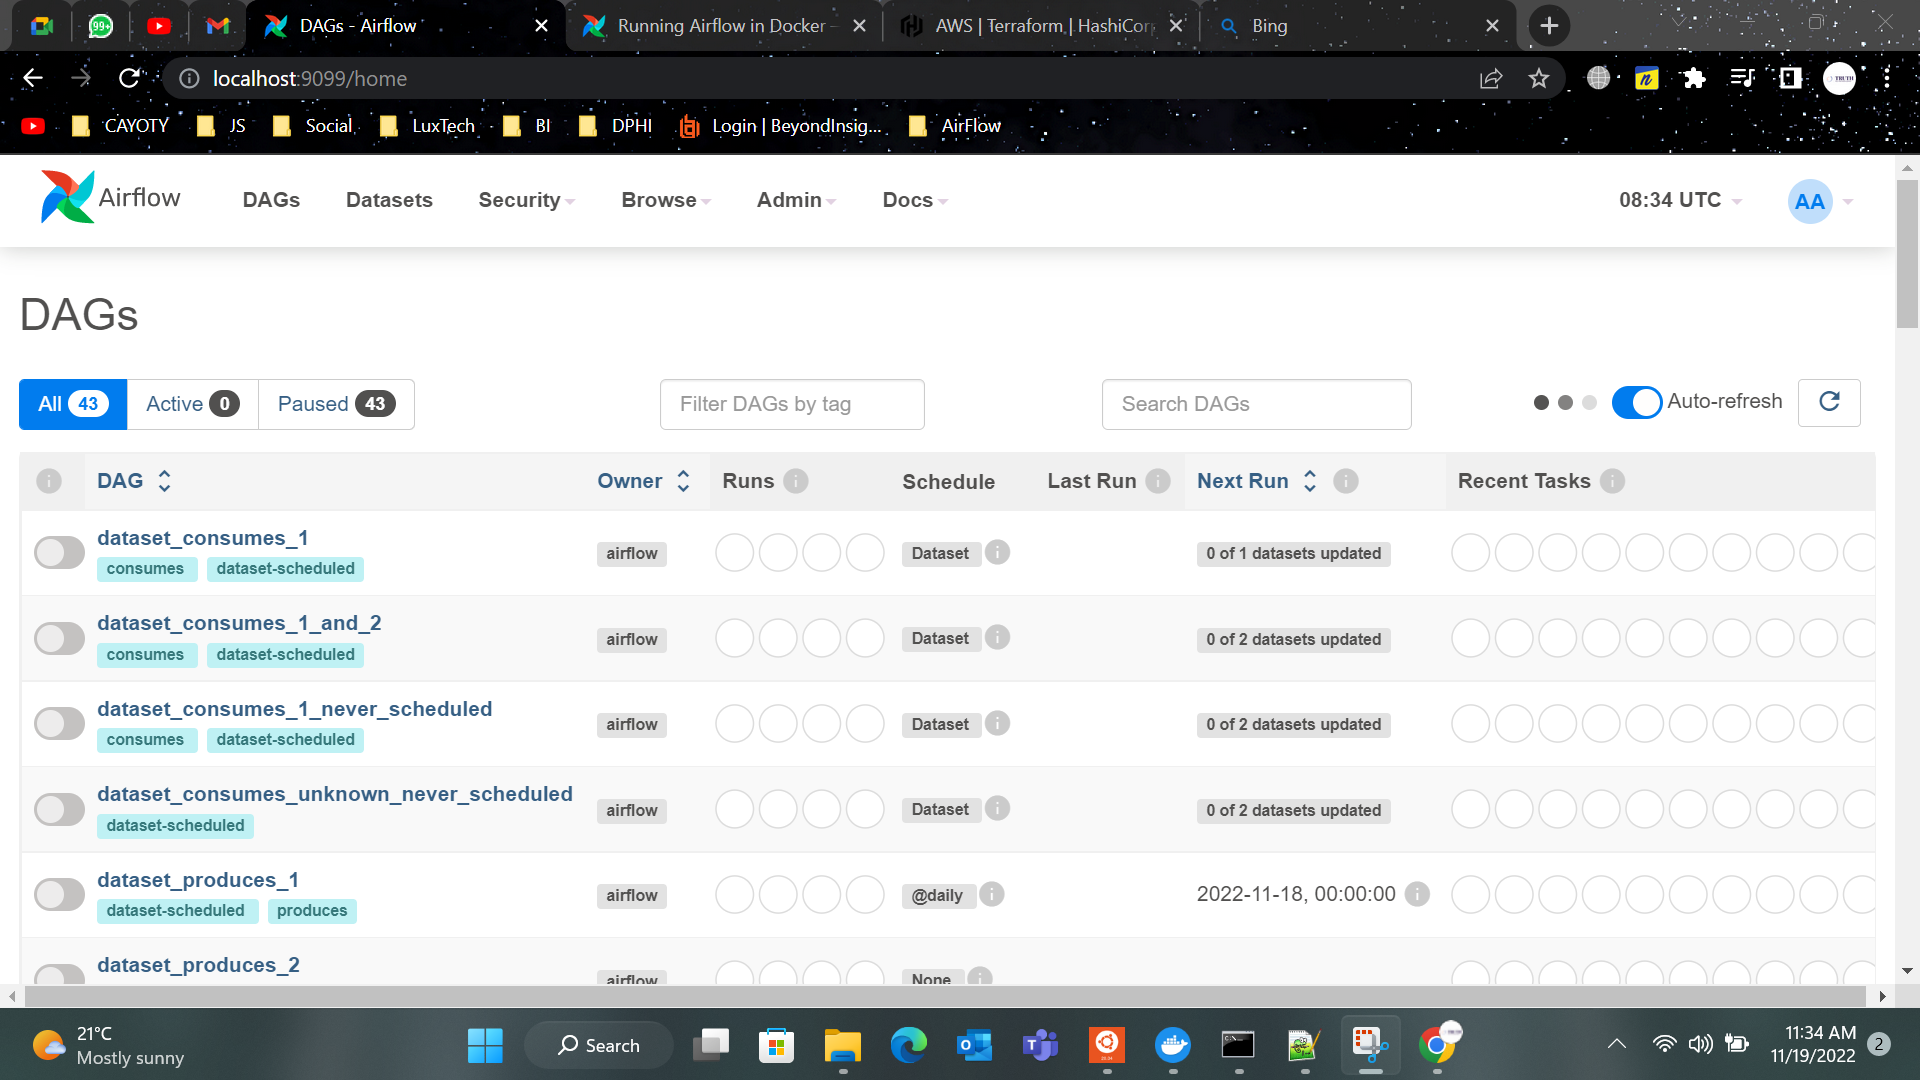 99+
DAGs - Airflow
Running Airflow in Docker
AWS | Terraform | HashiCorp
Bing
localhost:9099/home
CAYOTY
JS
Social
LuxTech
BI
DPHI
Login | BeyondInsig...
AirFlow
Airflow
DAGs
Datasets
Security
Browse
Admin
Docs
08:34 UTC
AA
DAGs
All 43
Active 0
Paused 43
Filter DAGs by tag
Search DAGs
Auto-refresh
DAG
Owner
Runs
Schedule
Last Run
Next Run
Recent Tasks
dataset_consumes_1
consumes dataset-scheduled
airflow
Dataset
0 of 1 datasets updated
dataset_consumes_1_and_2
consumes dataset-scheduled
airflow
Dataset
0 of 2 datasets updated
dataset_consumes_1_never_scheduled
consumes dataset-scheduled
airflow
Dataset
0 of 2 datasets updated
dataset_consumes_unknown_never_scheduled
dataset-scheduled
airflow
Dataset
0 of 2 datasets updated
dataset_produces_1
dataset-scheduled produces
airflow
@daily
2022-11-18, 00:00:00
dataset_produces_2
airflow
None
21°C
Mostly sunny
Search
11:34 AM
11/19/2022
2